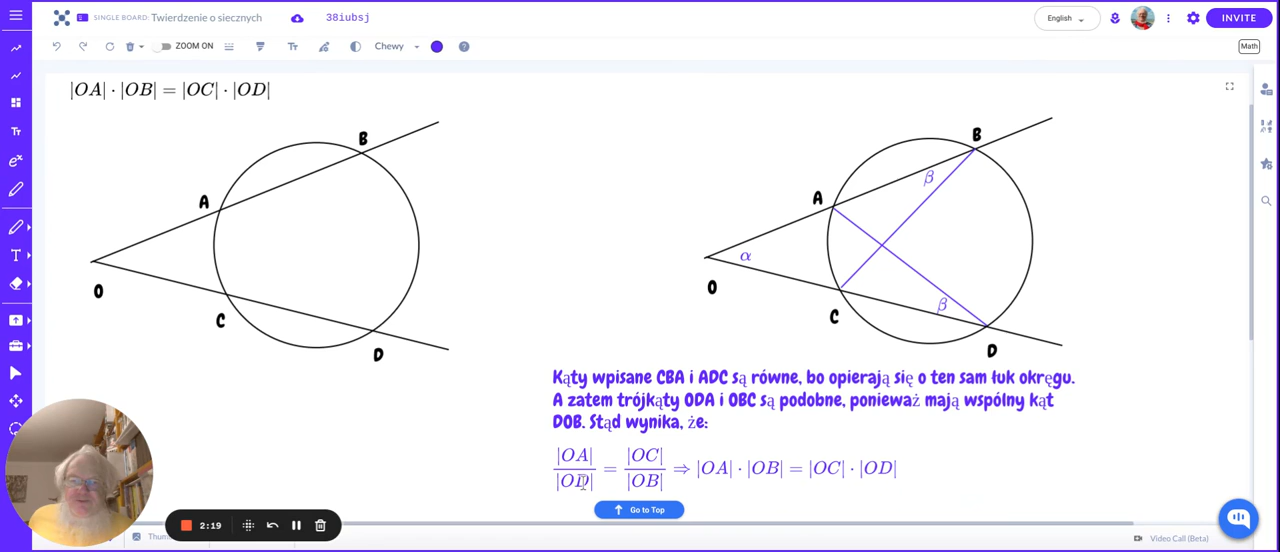 SINGLE BOARD: Twierdzenie o siecznych
38iubsj
English
INVITE
ZOOM ON
Tт
Chewy
Math
|OA| · |OB| = |OC| · |OD|
B
A
O
C
D
B
A
β
α
O
β
C
D
Kąty wpisane CBA i ADC są równe, bo opierają się o ten sam łuk okręgu.
A zatem trójkąty ODA i OBC są podobne, ponieważ mają wspólny kąt
DOB. Stąd wynika, że:
|OA|/|OD| = |OC|/|OB| ⇒ |OA| · |OB| = |OC| · |OD|
Go to Top
2:19
Thum
Video Call (Beta)